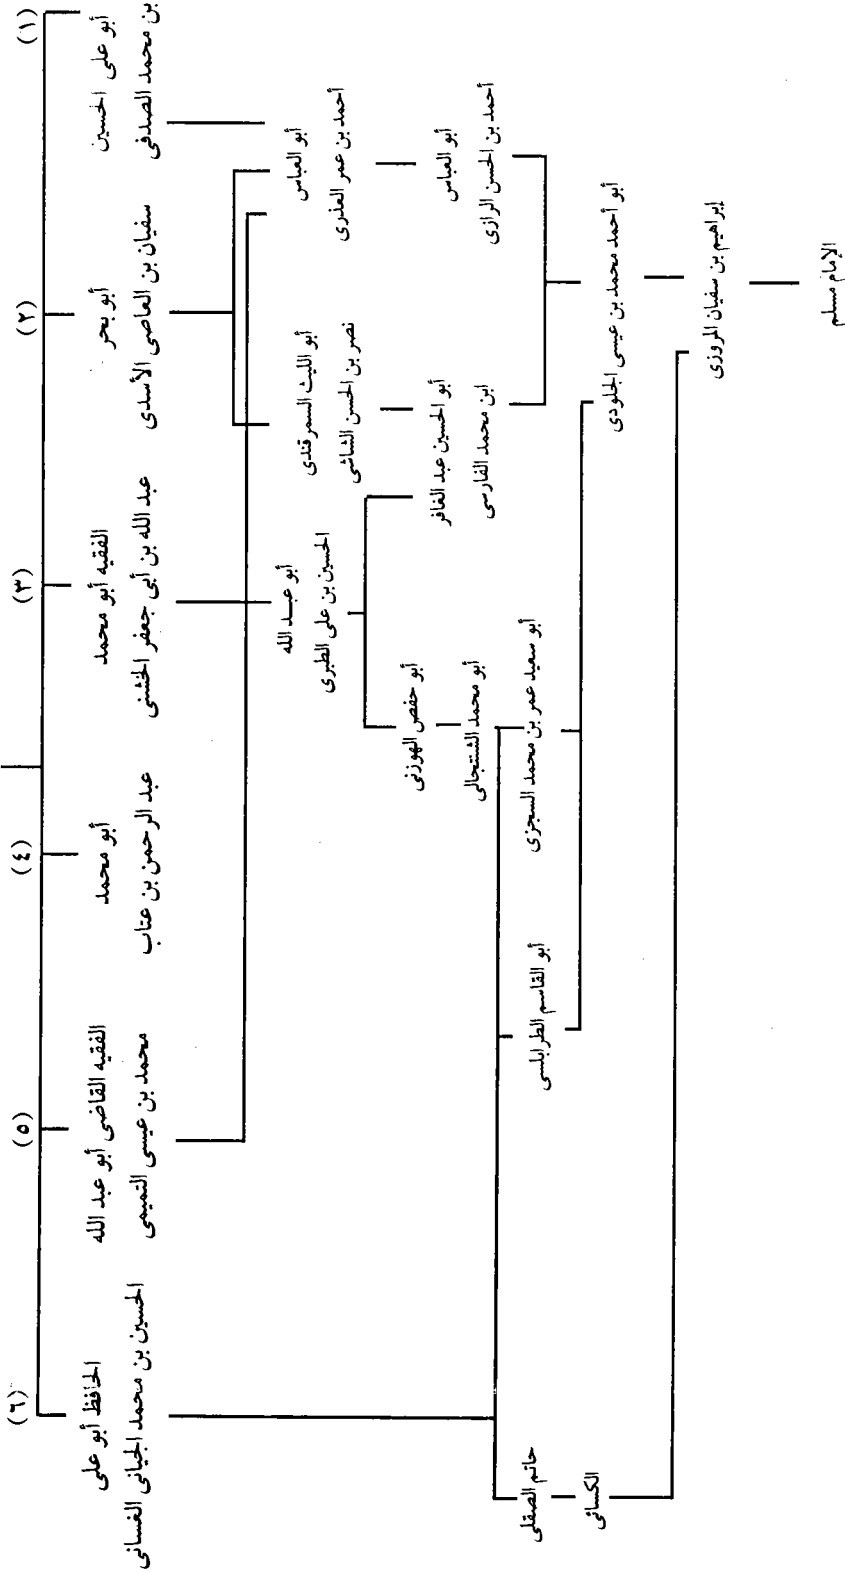 (١)
أبو على الحسين
بن محمد الصدفى
(٢)
أبو بحر
سفيان بن العاصى الأسدى
(٣)
الفقيه أبو محمد
عبد الله بن أبى جعفر الخشنى
(٤)
أبو محمد
عبد الرحمن بن عتاب
(٥)
الفقيه القاضى أبو عبد الله
محمد بن عيسى التميمى
(٦)
الحافظ أبو على
الحسين بن محمد الجيانى الغسانى
أبو العباس
أحمد بن عمر العذرى
أبو الليث السمرقندى
نصر بن الحسن الشاشى
أبو عبد الله
الحسين بن على الطبرى
أبو العباس
أحمد بن الحسن الرازى
أبو الحسين عبد الغافر
ابن محمد الفارسى
أبو حفص الهوزنى
أبو محمد الشنتجالى
أبو سعيد عمر بن محمد السجزى
أبو القاسم الطرابلسى
حاتم الصقلى
الكسائى
أبو أحمد محمد بن عيسى الجلودى
إبراهيم بن سفيان المروزى
الإمام مسلم